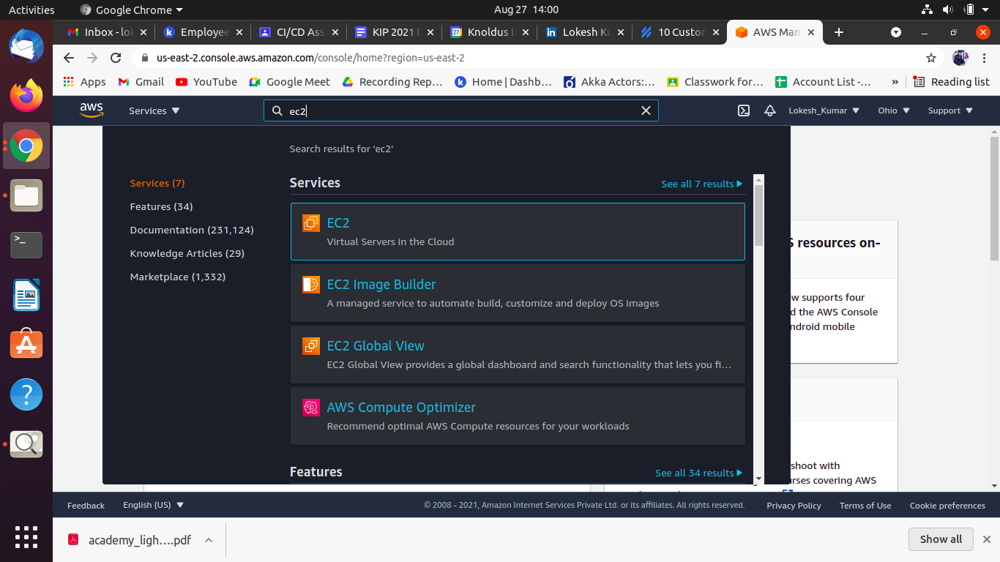 Activities Google Chrome Aug 27 14:00
Inbox - lo Employee CI/CD Ass KIP 2021 D Knoldus I Lokesh Ku 10 Custon AWS Man
us-east-2.console.aws.amazon.com/console/home?region=us-east-2
Apps Gmail YouTube Google Meet Recording Rep… Home | Dashb… Akka Actors:… Classwork for… Account List -… » Reading list
aws Services ec2 Lokesh_Kumar Ohio Support
Search results for 'ec2'
Services (7)
Features (34)
Documentation (231,124)
Knowledge Articles (29)
Marketplace (1,332)
Services See all 7 results
EC2
Virtual Servers in the Cloud
EC2 Image Builder
A managed service to automate build, customize and deploy OS images
EC2 Global View
EC2 Global View provides a global dashboard and search functionality that lets you fi…
AWS Compute Optimizer
Recommend optimal AWS Compute resources for your workloads
Features See all 34 results
S resources on-
w supports four
d the AWS Console
ndroid mobile
shoot with
urses covering AWS
Feedback English (US) © 2008 - 2021, Amazon Internet Services Private Ltd. or its affiliates. All rights reserved. Privacy Policy Terms of Use Cookie preferences
academy_ligh….pdf Show all